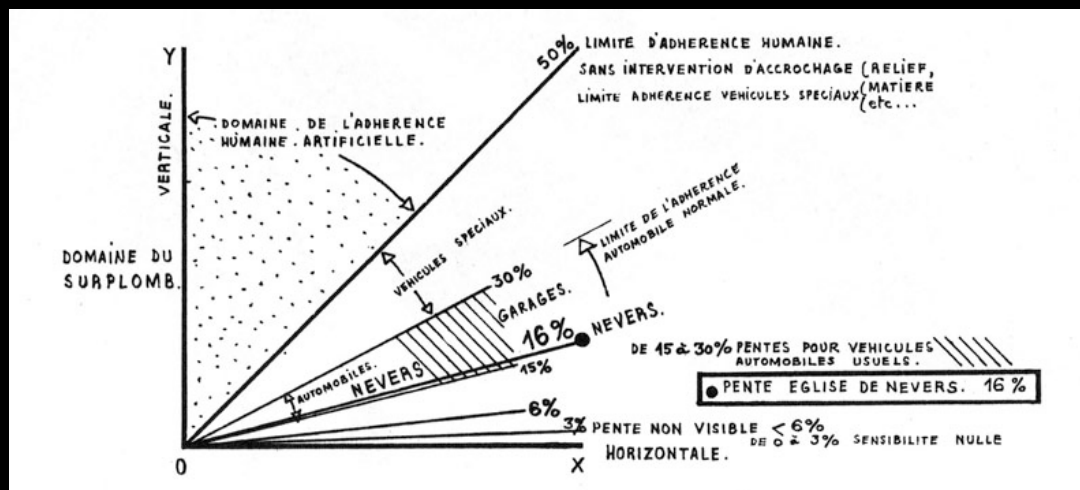 Y
VERTICALE.
50% LIMITE D'ADHERENCE HUMAINE.
SANS INTERVENTION D'ACCROCHAGE (RELIEF,
LIMITE ADHERENCE VEHICULES SPECIAUX (MATIERE
(etc...
DOMAINE DE L'ADHERENCE
HUMAINE ARTIFICIELLE.
DOMAINE DU
SURPLOMB.
VEHICULES SPECIAUX.
LIMITE DE L'ADHERENCE
AUTOMOBILE NORMALE.
30%
GARAGES.
16% NEVERS.
15%
AUTOMOBILES.
NEVERS
DE 15 à 30% PENTES POUR VEHICULES
AUTOMOBILES USUELS.
PENTE EGLISE DE NEVERS. 16%
6%
3% PENTE NON VISIBLE < 6%
DE 0 à 3% SENSIBILITE NULLE
HORIZONTALE.
0
X